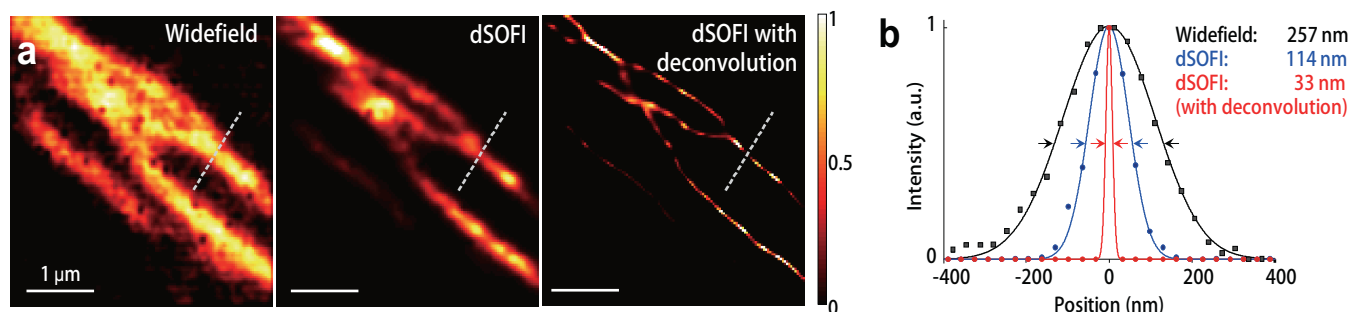 a
Widefield
dSOFI
dSOFI with
deconvolution
1 µm
1
0.5
0
b
Intensity (a.u.)
1
0
Widefield: 257 nm
dSOFI: 114 nm
dSOFI: 33 nm
(with deconvolution)
-400 -200 0 200 400
Position (nm)